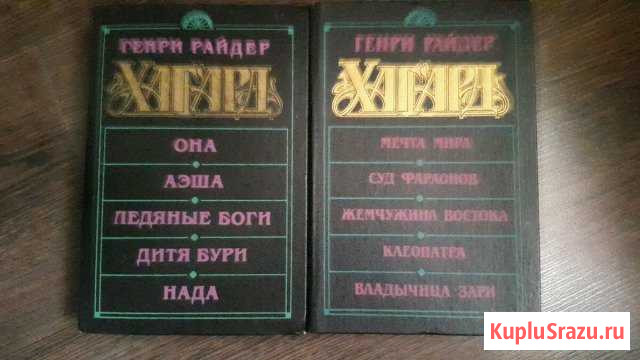 ГЕНРИ РАЙДЕР
ХАГГАРД
ОНА
АЭША
ЛЕДЯНЫЕ БОГИ
ДИТЯ БУРИ
НАДА
ГЕНРИ РАЙДЕР
ХАГГАРД
МЕЧТА МИРА
СУД ФАРАОНОВ
ЖЕМЧУЖИНА ВОСТОКА
КЛЕОПАТРА
ВЛАДЫЧИЦА ЗАРИ
KupluSrazu.ru